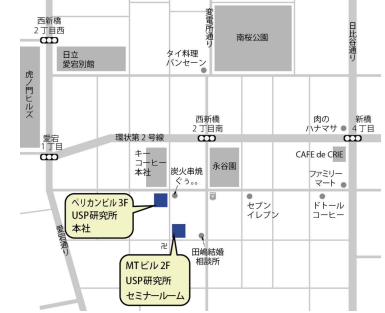 西新橋
2丁目西
日立
愛宕別館
虎ノ門ヒルズ
タイ料理
バンセーン
変電所通り
南桜公園
日比谷通り
愛宕
1丁目
環状第2号線
西新橋
2丁目南
肉の
ハナマサ
新橋
4丁目
キー
コーヒー
本社
炭火串焼
ぐぅ。。
永谷園
CAFE de CRIE
ファミリー
マート
ペリカンビル3F
USP研究所
本社
セブン
イレブン
ドトール
コーヒー
愛宕通り
卍
田嶋結婚
相談所
MTビル2F
USP研究所
セミナールーム